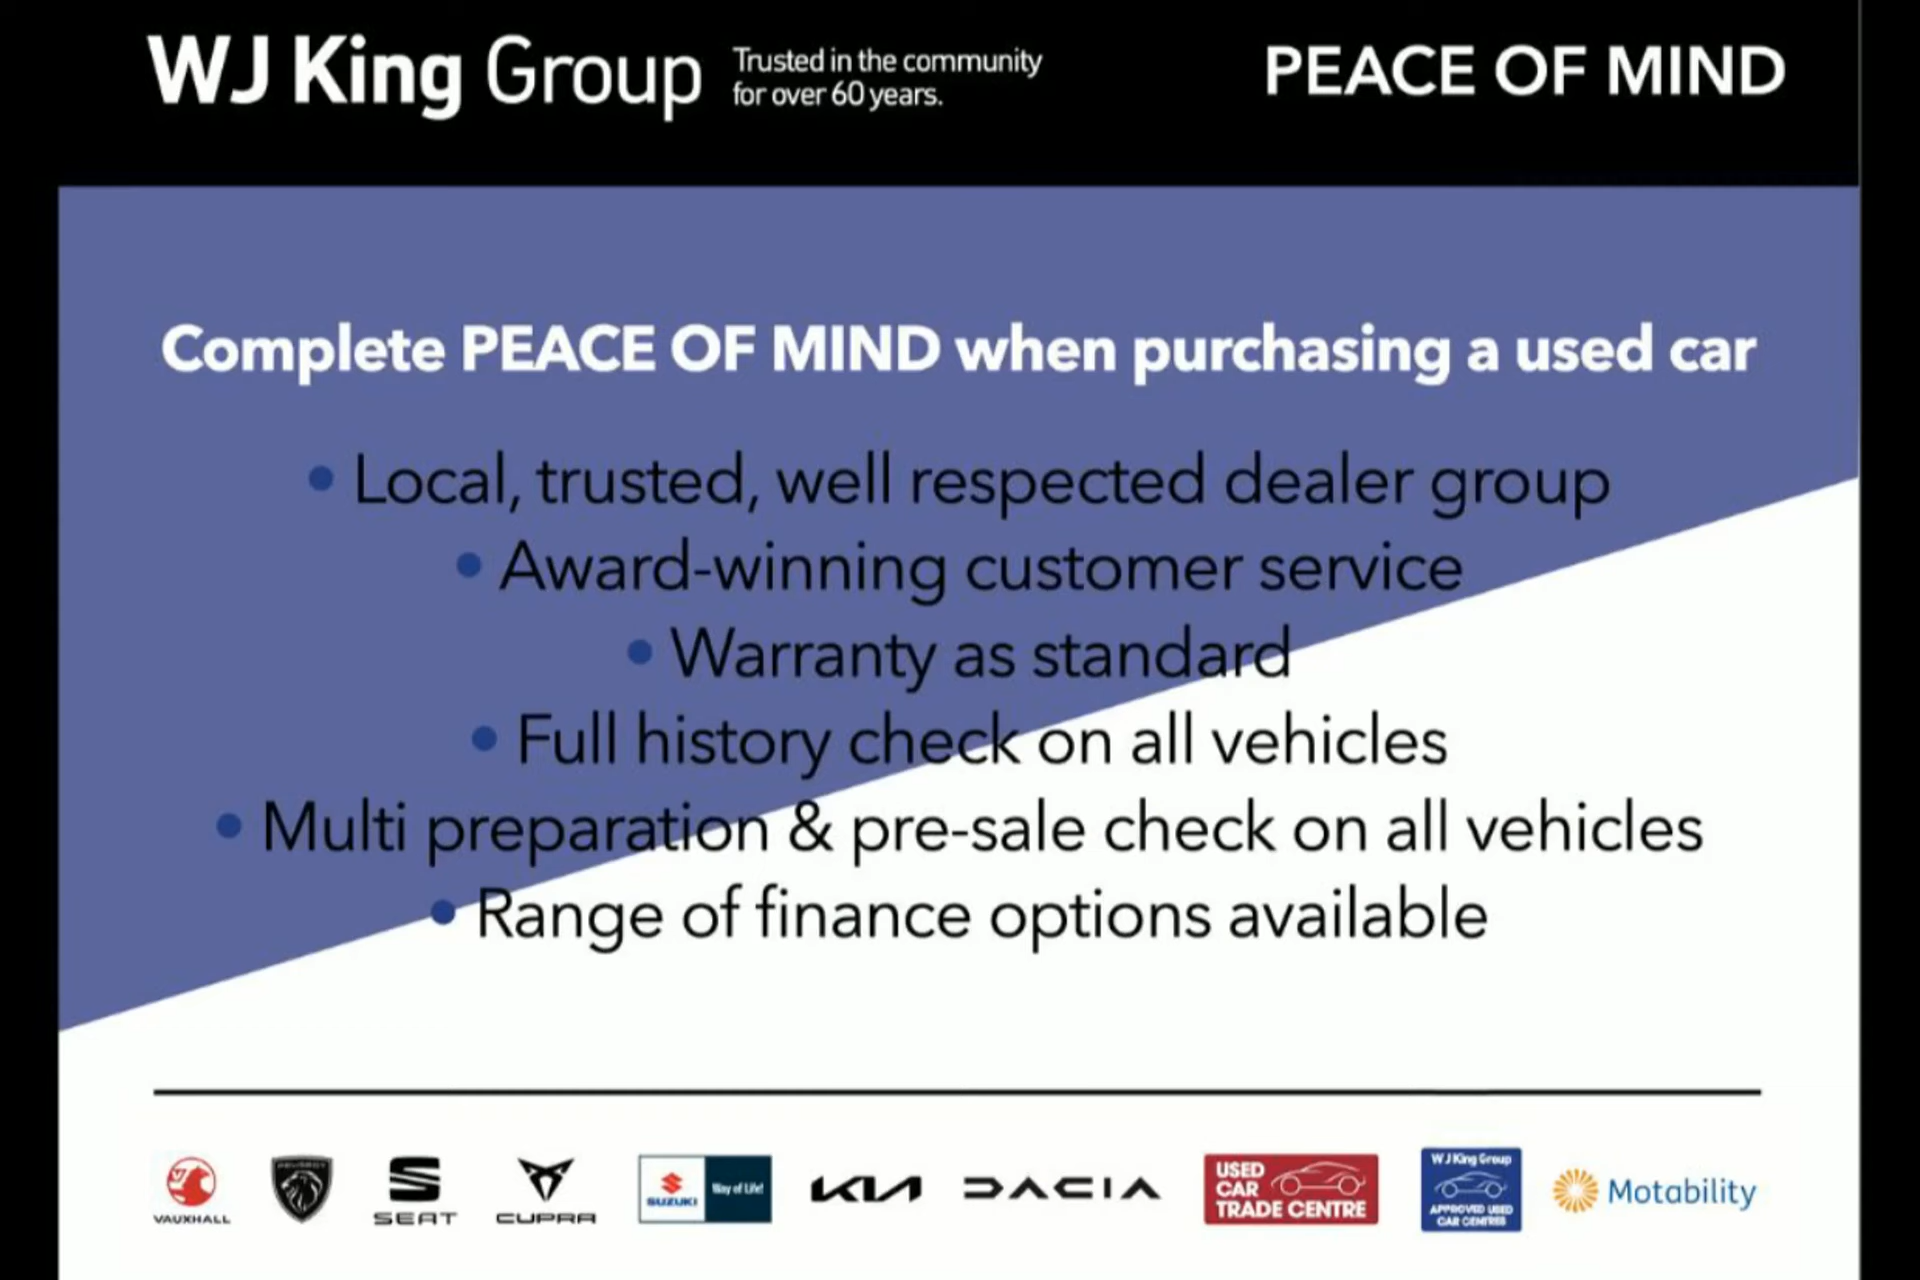 WJ King Group
Trusted in the community
for over 60 years.
PEACE OF MIND
Complete PEACE OF MIND when purchasing a used car
• Local, trusted, well respected dealer group
• Award-winning customer service
• Warranty as standard
• Full history check on all vehicles
• Multi preparation & pre-sale check on all vehicles
• Range of finance options available
VAUXHALL
PEUGEOT
SEAT
CUPRA
SUZUKI
Way of Life!
KIA
DACIA
USED
CAR
TRADE CENTRE
WJ King Group
APPROVED USED
CAR CENTRES
Motability